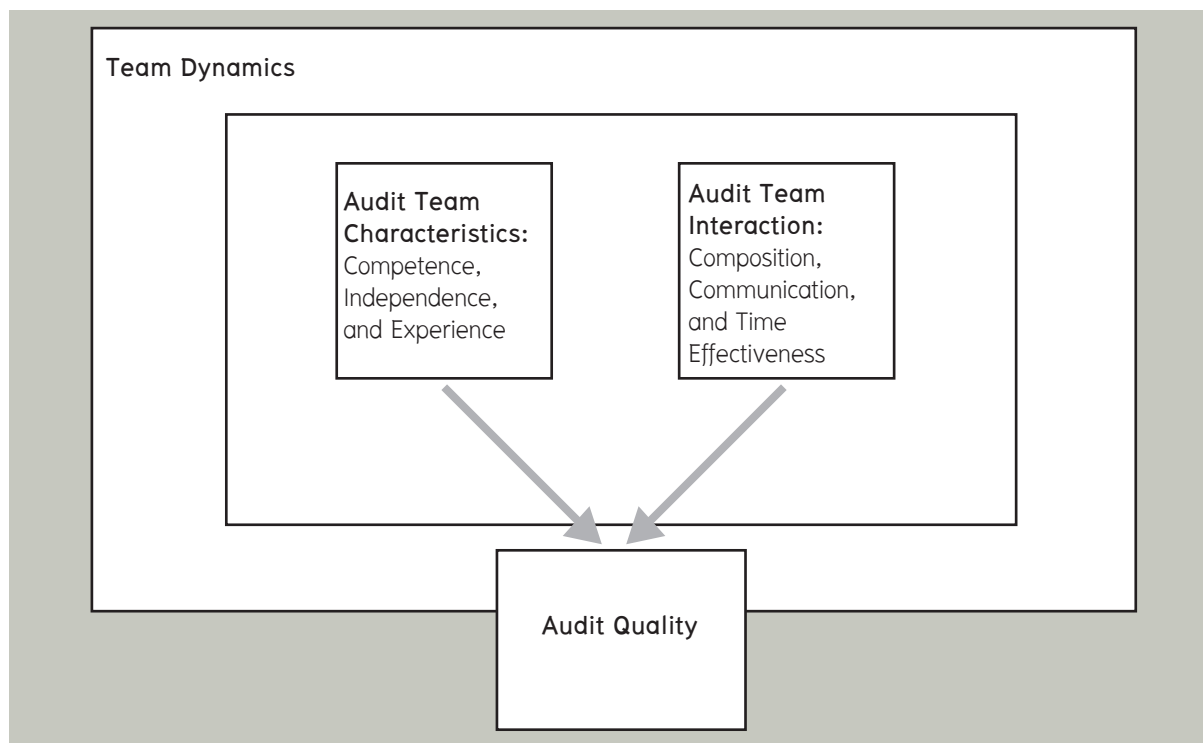 Team Dynamics
Audit Team
Characteristics:
Competence,
Independence,
and Experience
Audit Team
Interaction:
Composition,
Communication,
and Time
Effectiveness
Audit Quality